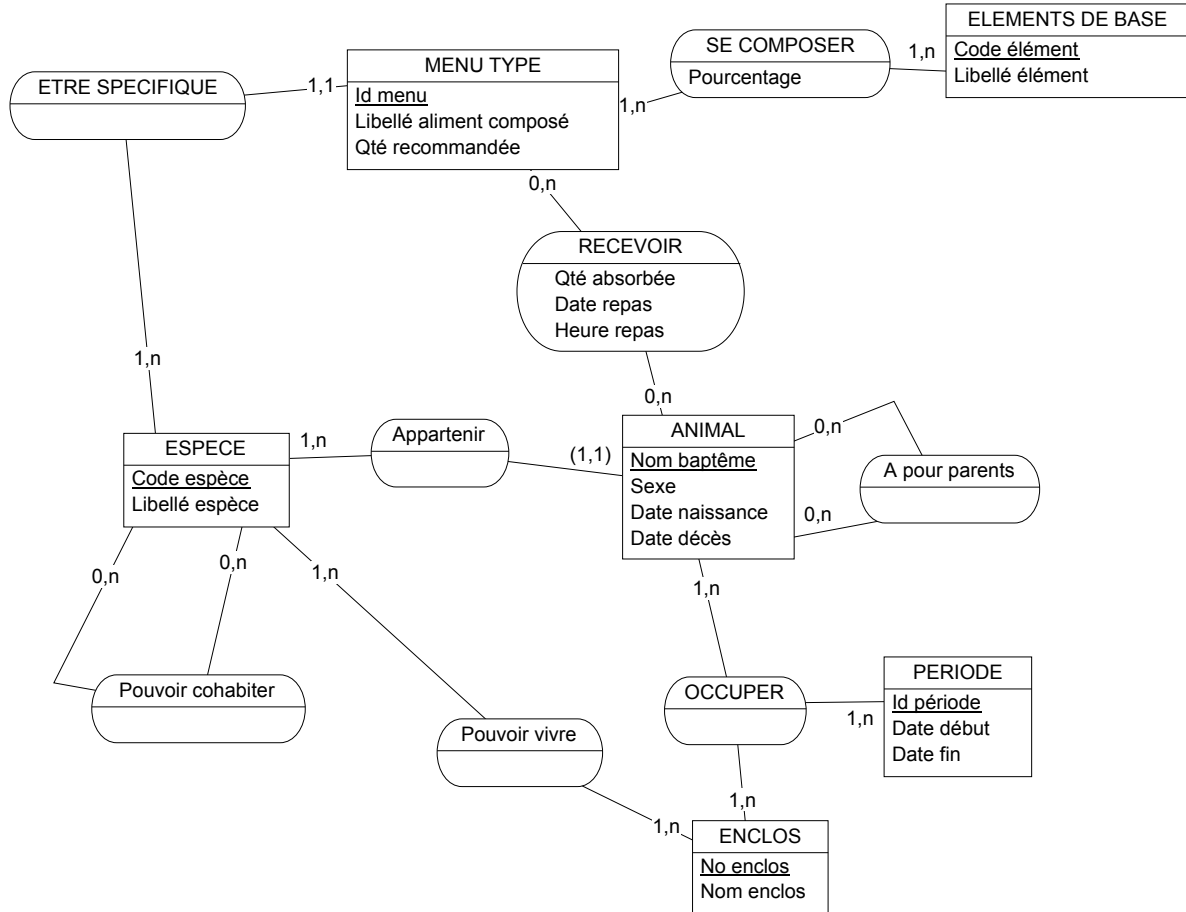 ELEMENTS DE BASE
Code élément
Libellé élément
1,n
SE COMPOSER
Pourcentage
1,n
MENU TYPE
Id menu
Libellé aliment composé
Qté recommandée
1,1
ETRE SPECIFIQUE
0,n
RECEVOIR
Qté absorbée
Date repas
Heure repas
1,n
0,n
ESPECE
Code espèce
Libellé espèce
1,n
Appartenir
(1,1)
ANIMAL
Nom baptême
Sexe
Date naissance
Date décès
0,n
A pour parents
0,n
0,n
0,n
1,n
1,n
Pouvoir cohabiter
Pouvoir vivre
OCCUPER
1,n
PERIODE
Id période
Date début
Date fin
1,n
1,n
ENCLOS
No enclos
Nom enclos